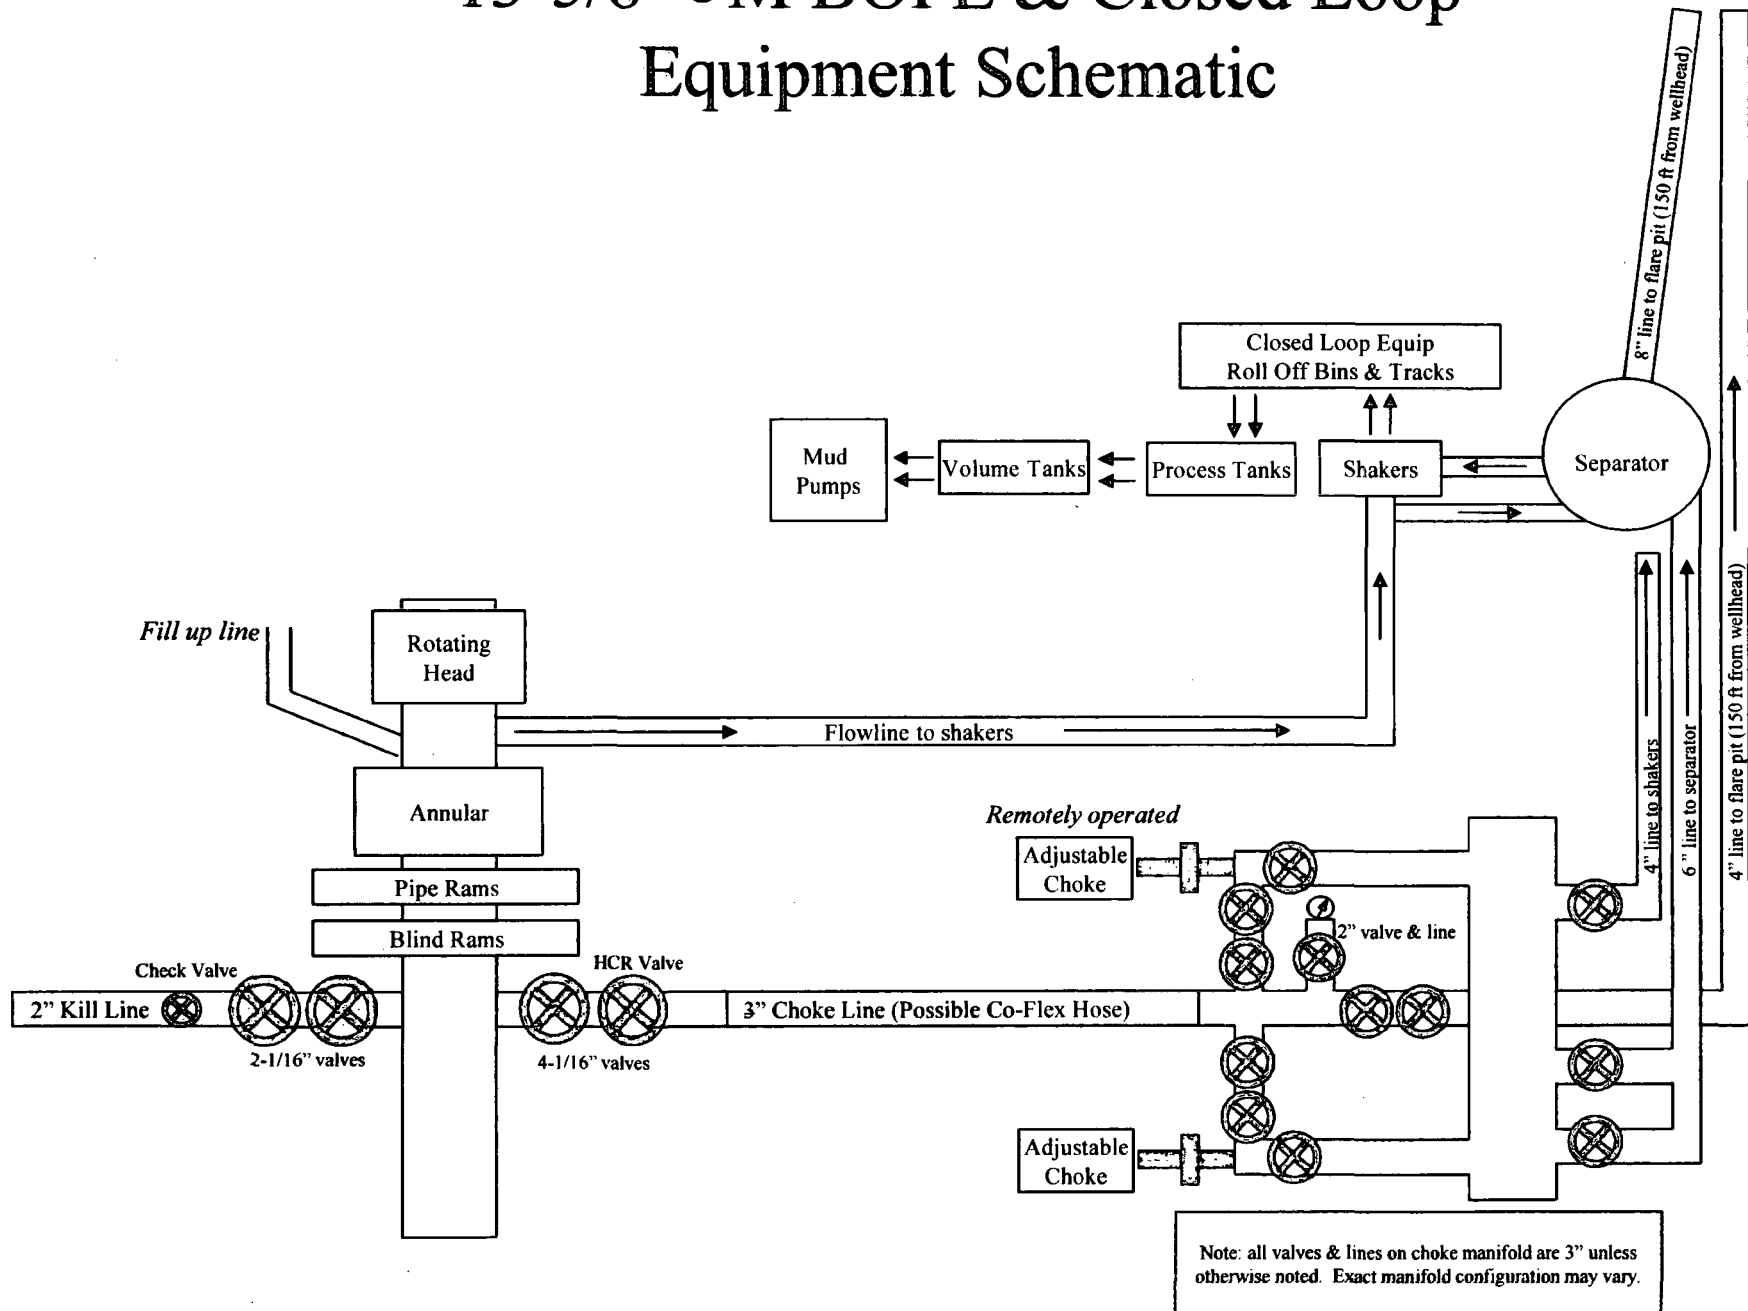 BOPE & Closed Loop
Equipment Schematic
8” line to flare pit (150 ft from wellhead)
Closed Loop Equip
Roll Off Bins & Tracks
Mud
Pumps
Volume Tanks
Process Tanks
Shakers
Separator
Fill up line
Rotating
Head
Flowline to shakers
Annular
Pipe Rams
Blind Rams
Remotely operated
Adjustable
Choke
2” valve & line
4” line to shakers
6 ” line to separator
4” line to flare pit (150 ft from wellhead)
Check Valve
HCR Valve
2” Kill Line
3” Choke Line (Possible Co-Flex Hose)
2-1/16” valves
4-1/16” valves
Adjustable
Choke
Note: all valves & lines on choke manifold are 3” unless
otherwise noted. Exact manifold configuration may vary.